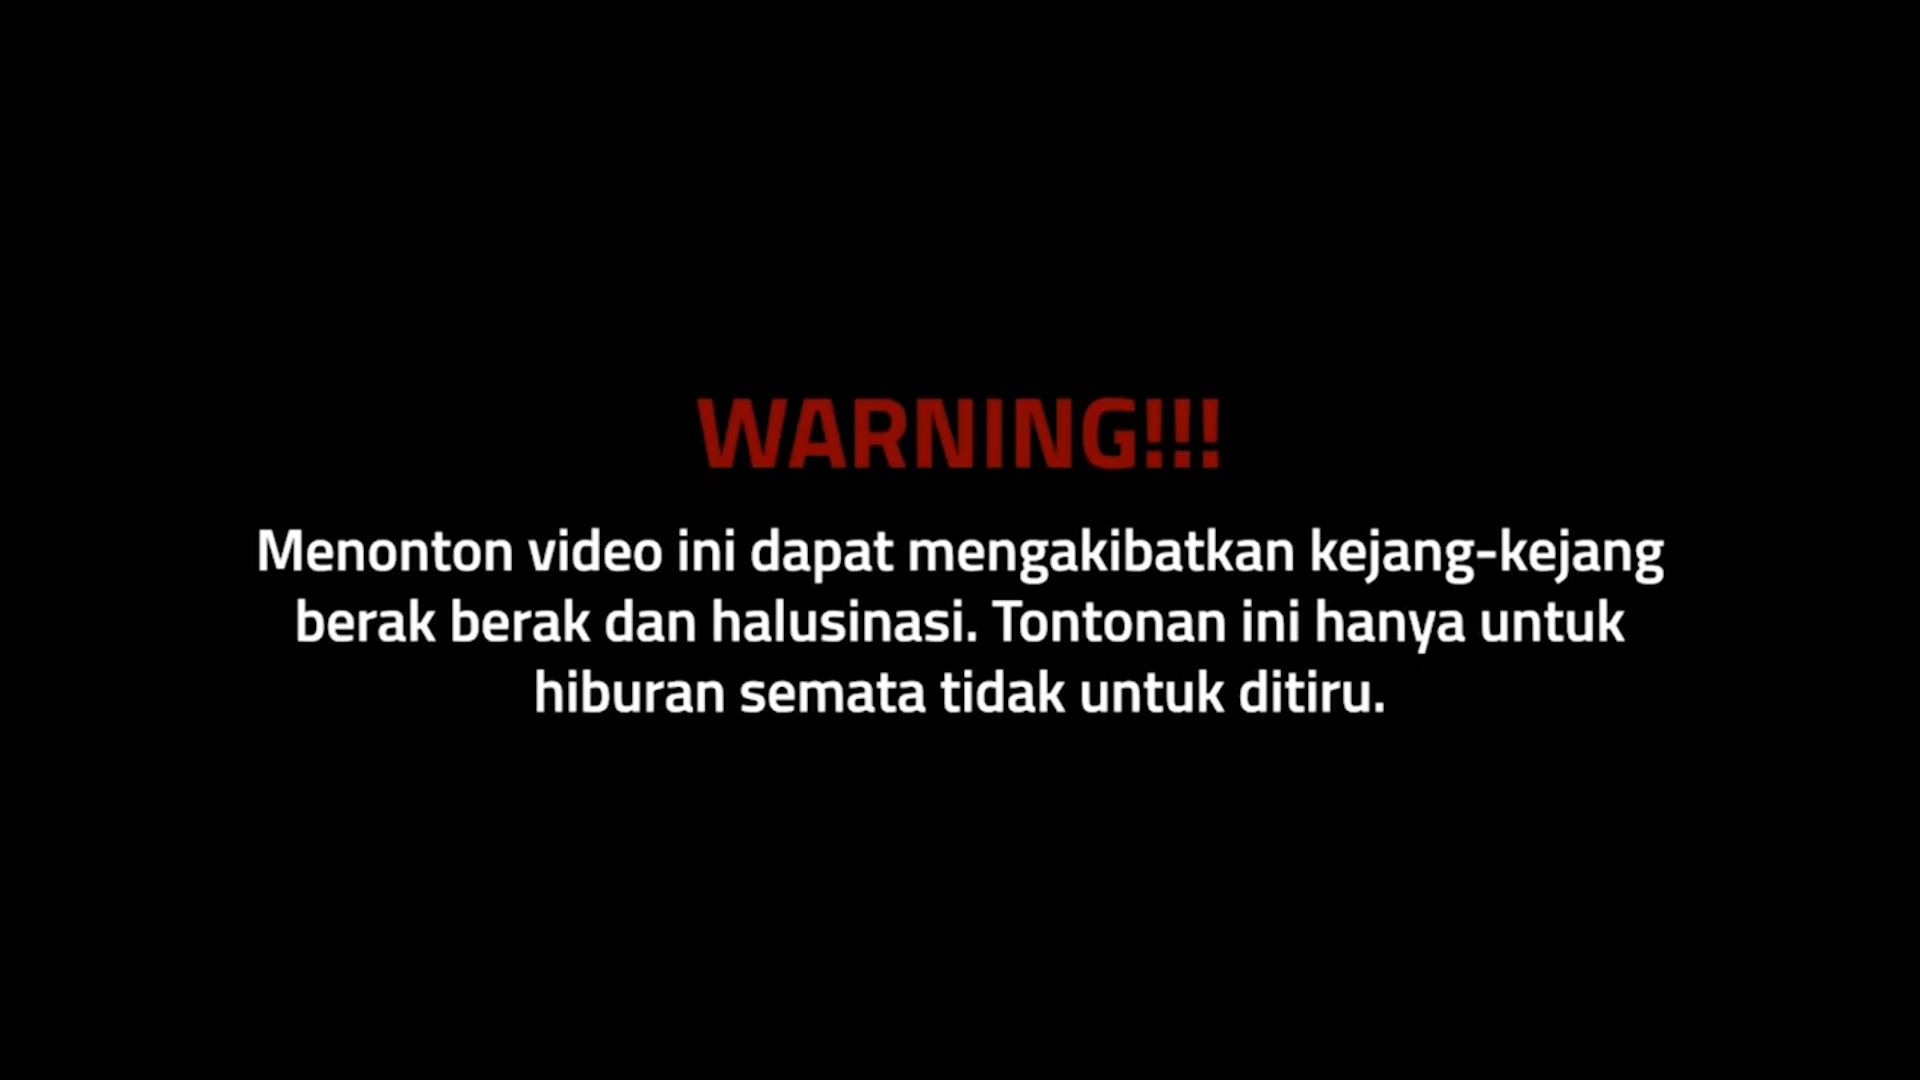 WARNING!!!
Menonton video ini dapat mengakibatkan kejang-kejang
berak berak dan halusinasi. Tontonan ini hanya untuk
hiburan semata tidak untuk ditiru.